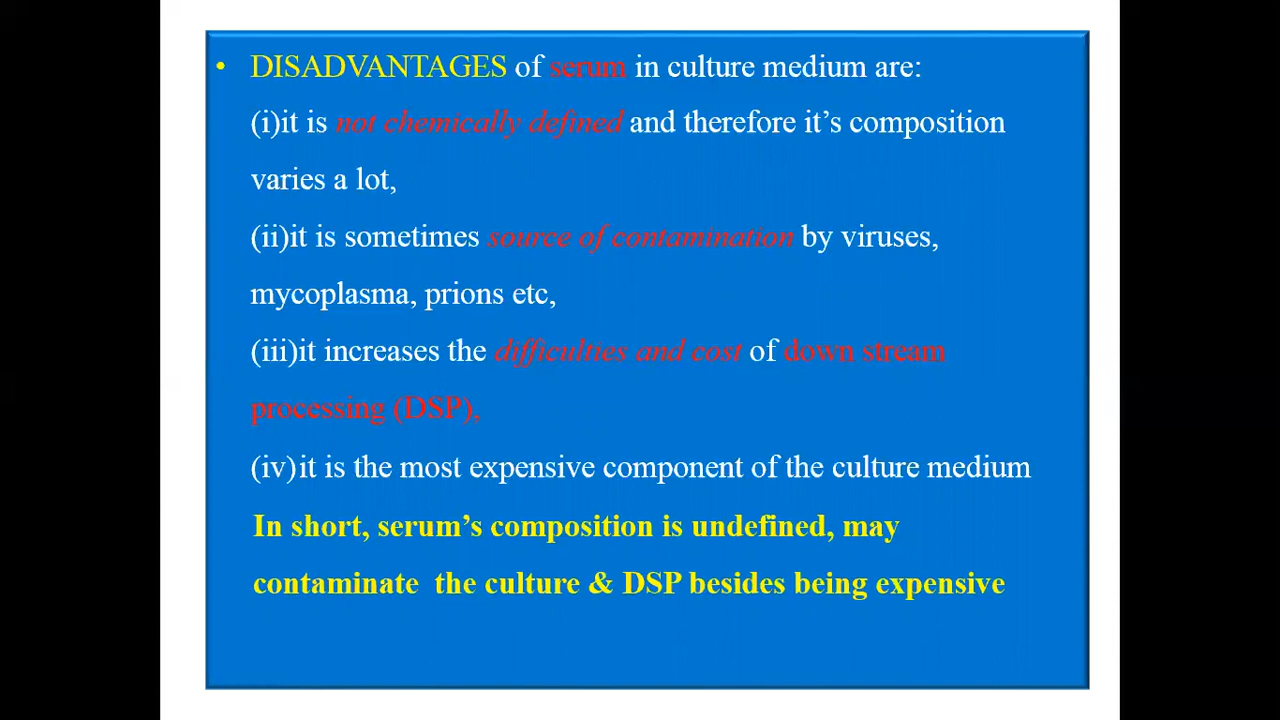 • DISADVANTAGES of serum in culture medium are:
(i)it is not chemically defined and therefore it’s composition
varies a lot,
(ii)it is sometimes source of contamination by viruses,
mycoplasma, prions etc,
(iii)it increases the difficulties and cost of down stream
processing (DSP),
(iv)it is the most expensive component of the culture medium
In short, serum’s composition is undefined, may
contaminate the culture & DSP besides being expensive